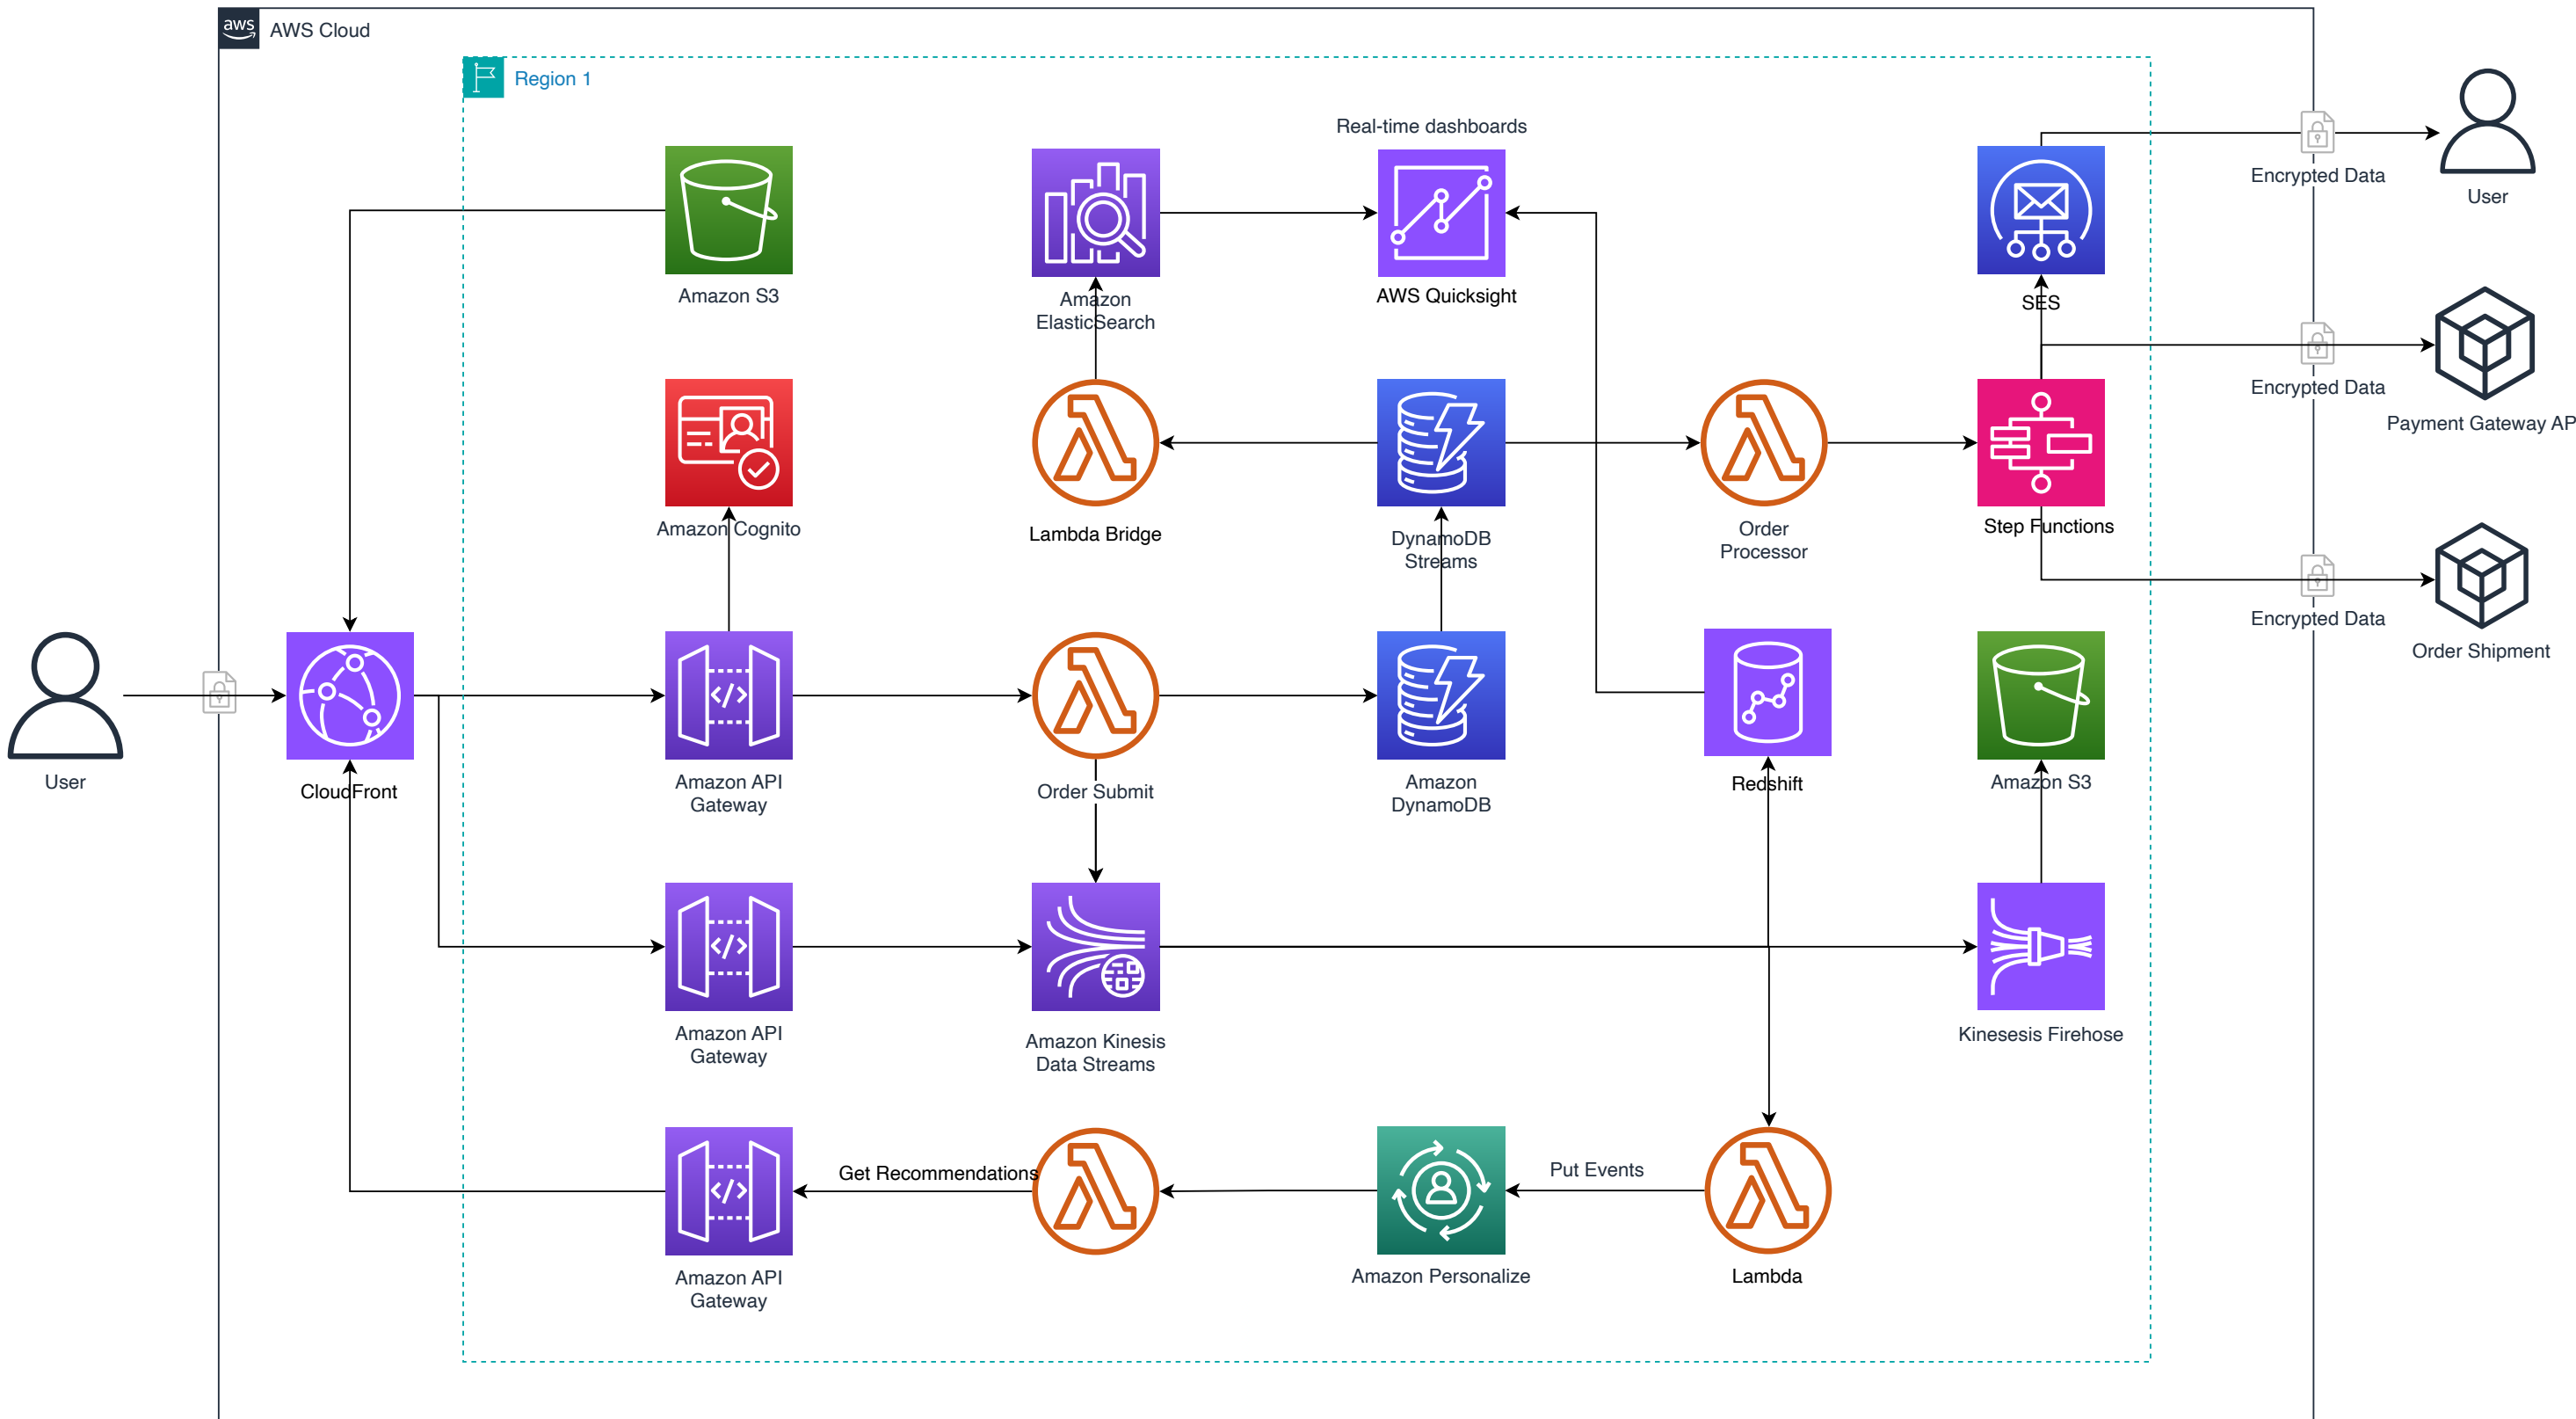 aws
AWS Cloud
Region 1
Real-time dashboards
Encrypted Data
User
Amazon S3
Amazon
ElasticSearch
AWS Quicksight
SES
Encrypted Data
Payment Gateway AP
Amazon Cognito
Lambda Bridge
DynamoDB
Streams
Order
Processor
Step Functions
Encrypted Data
Order Shipment
User
CloudFront
Amazon API
Gateway
Order Submit
Amazon
DynamoDB
Redshift
Amazon S3
Amazon API
Gateway
Amazon Kinesis
Data Streams
Kinesesis Firehose
Get Recommendations
Put Events
Amazon API
Gateway
Amazon Personalize
Lambda